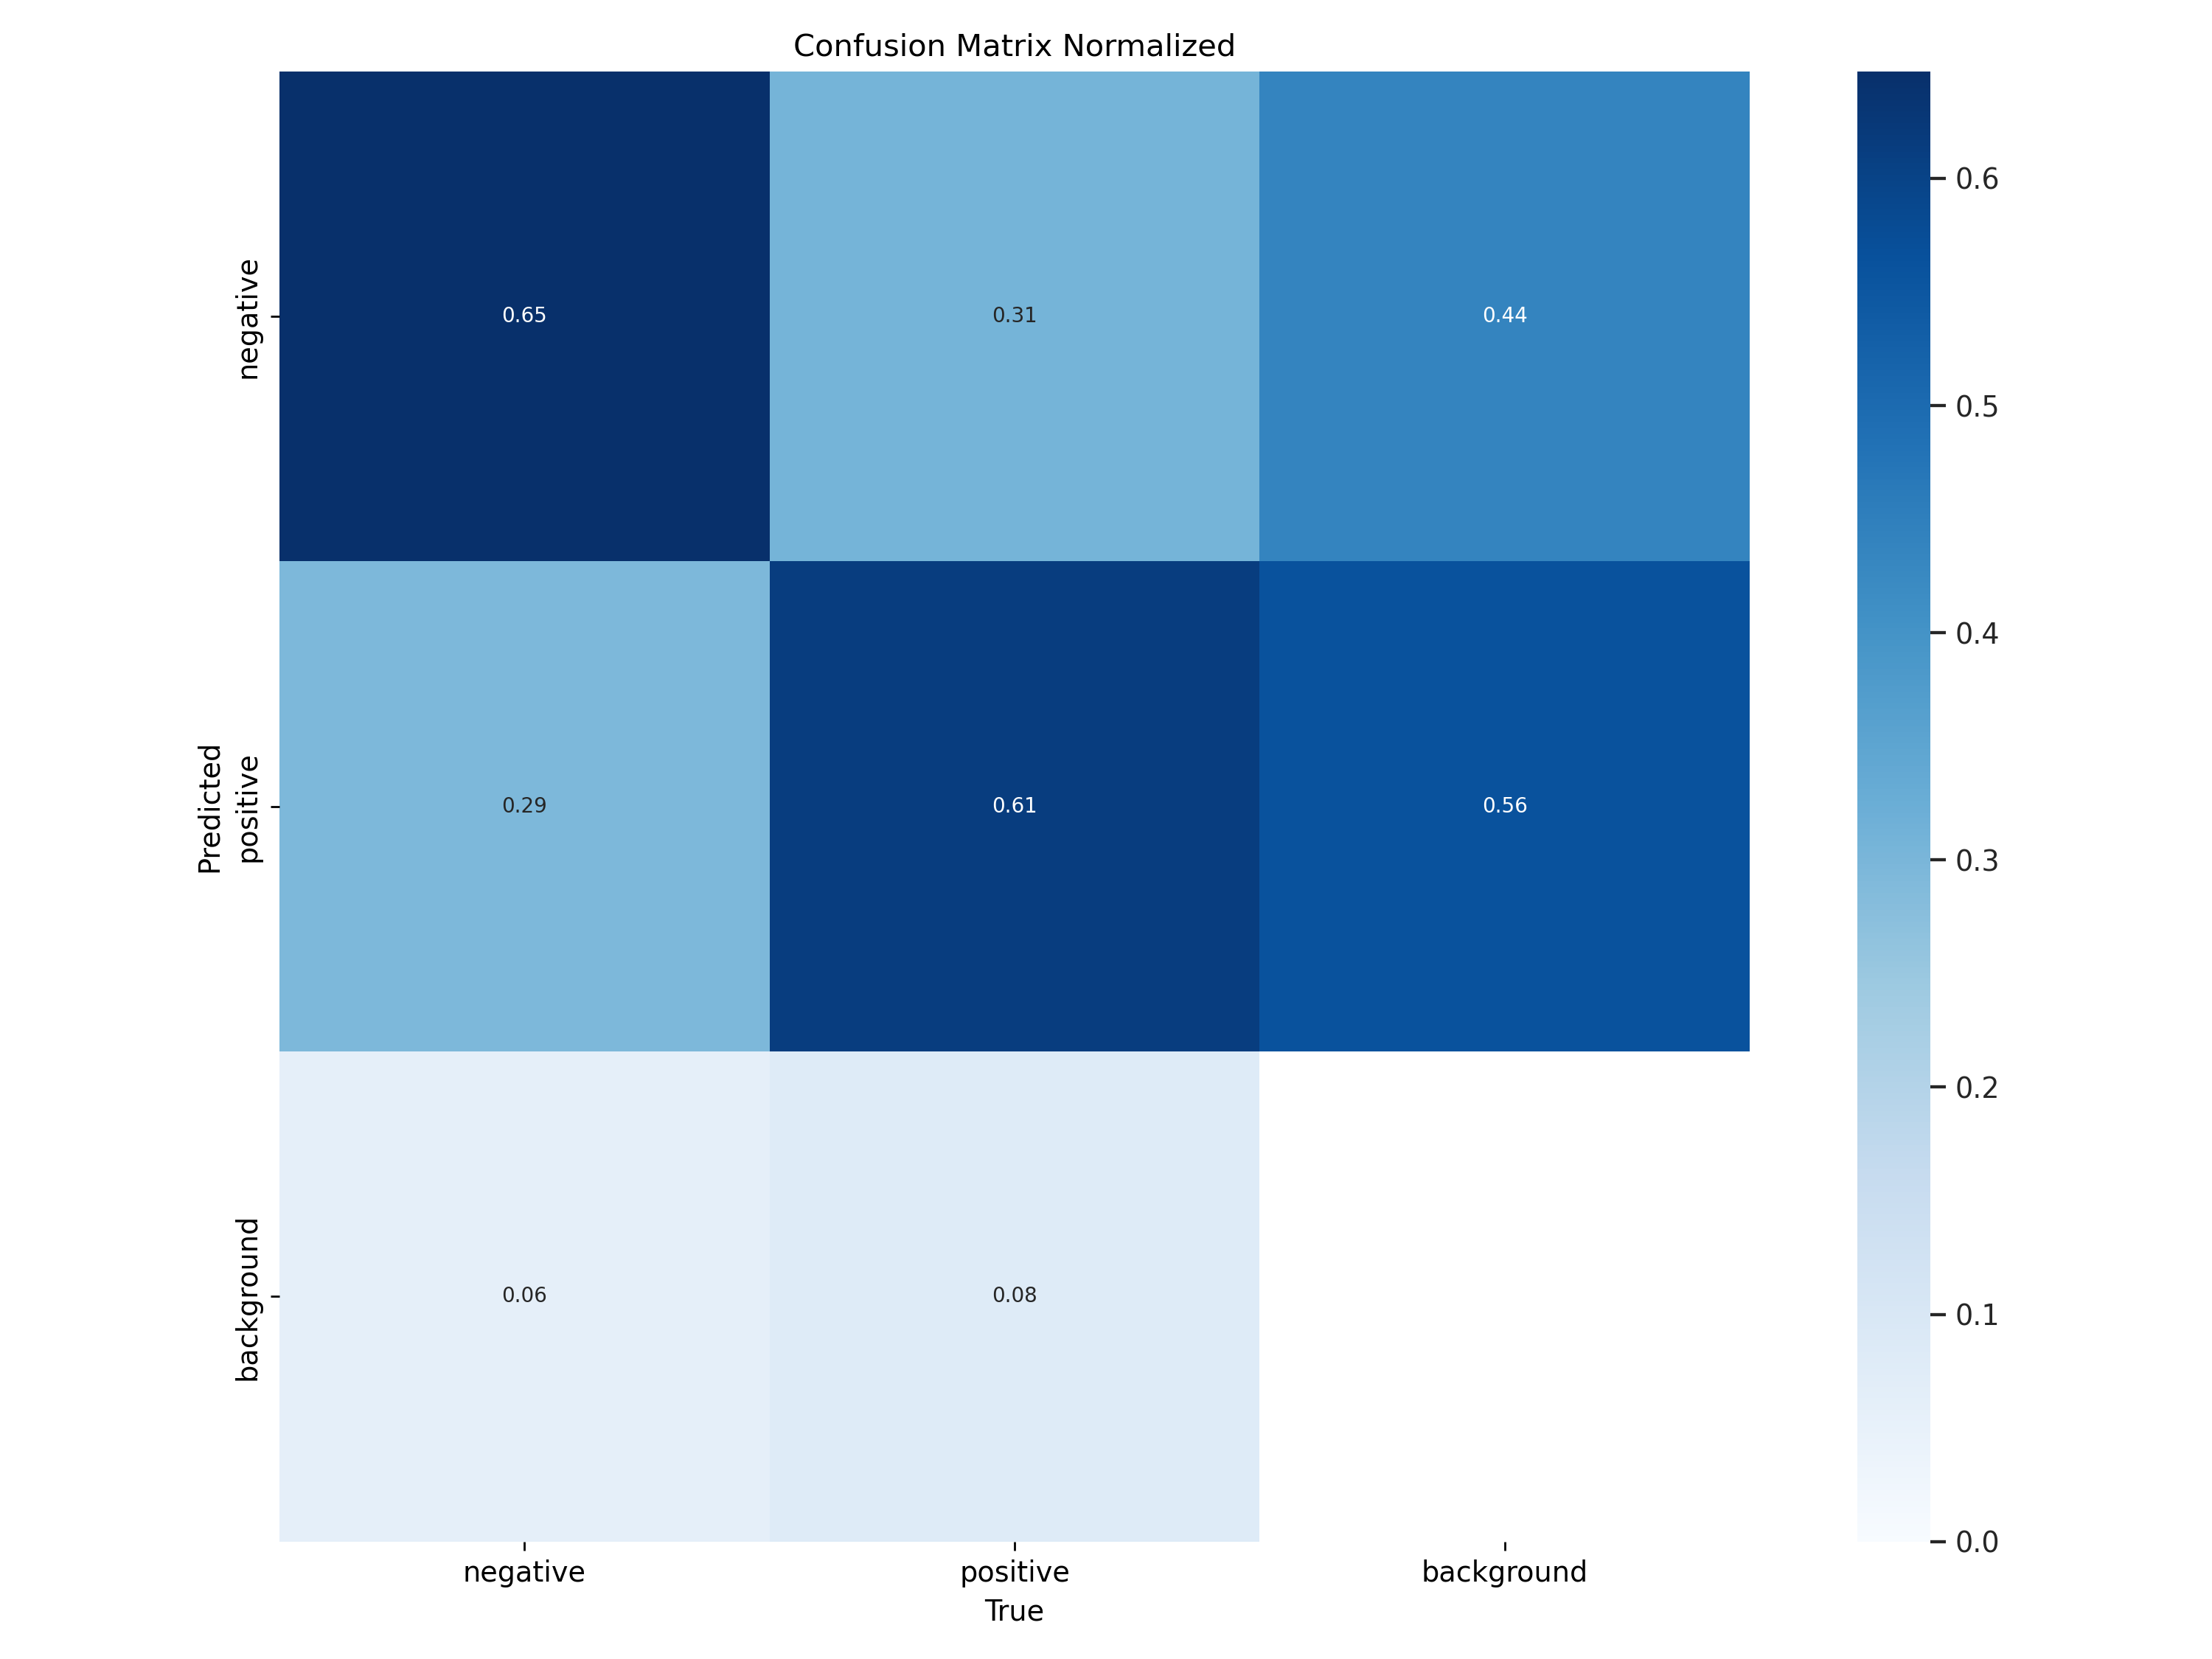 Confusion Matrix Normalized
negative
0.65
0.31
0.44
Predicted
positive
0.29
0.61
0.56
background
0.06
0.08
negative
positive
background
True
0.6
0.5
0.4
0.3
0.2
0.1
0.0